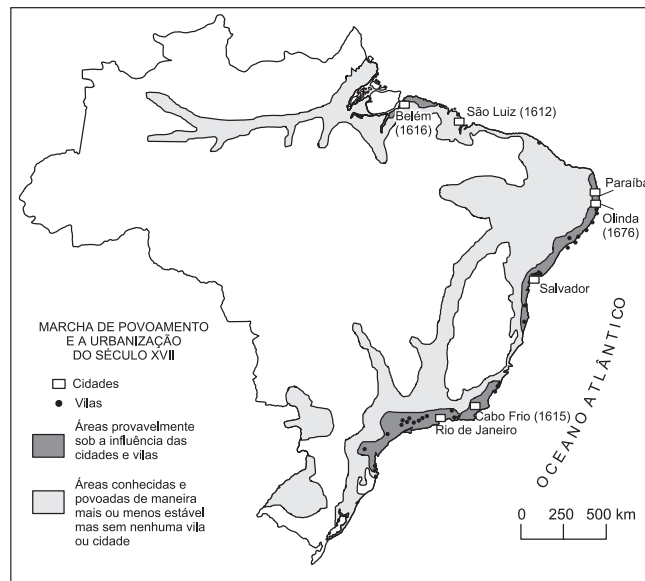 Belém
(1616)
São Luiz (1612)
Paraíba
Olinda
(1676)
Salvador
Cabo Frio (1615)
Rio de Janeiro
OCEANO ATLÂNTICO
MARCHA DE POVOAMENTO
E A URBANIZAÇÃO
DO SÉCULO XVII
Cidades
Vilas
Áreas provavelmente
sob a influência das
cidades e vilas
Áreas conhecidas e
povoadas de maneira
mais ou menos estável
mas sem nenhuma vila
ou cidade
0 250 500 km